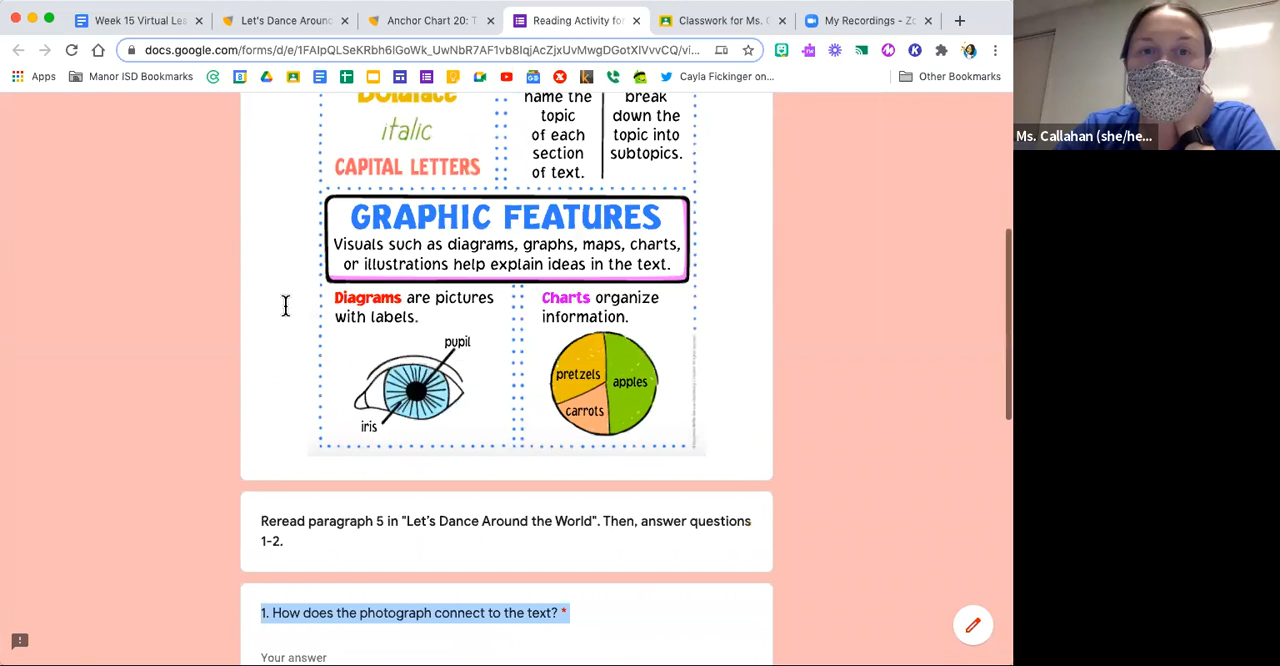 Week 15 Virtual Les
Let's Dance Aroun
Anchor Chart 20: T
Reading Activity for
Classwork for Ms. C
My Recordings - Zo
docs.google.com/forms/d/e/1FAIpQLSeKRbh6lGoWk_UwNbR7AF1vb8IqjAcZjxUvMwgDGotXlVvvCQ/vi...
Apps
Manor ISD Bookmarks
Cayla Fickinger on...
Other Bookmarks
Boldface
italic
CAPITAL LETTERS
name the
topic
of each
section
of text.
break
down the
topic into
subtopics.
GRAPHIC FEATURES
Visuals such as diagrams, graphs, maps, charts,
or illustrations help explain ideas in the text.
Diagrams are pictures
with labels.
pupil
iris
Charts organize
information.
pretzels
apples
carrots
Reread paragraph 5 in "Let's Dance Around the World". Then, answer questions
1-2.
1. How does the photograph connect to the text? *
Your answer
Ms. Callahan (she/he...